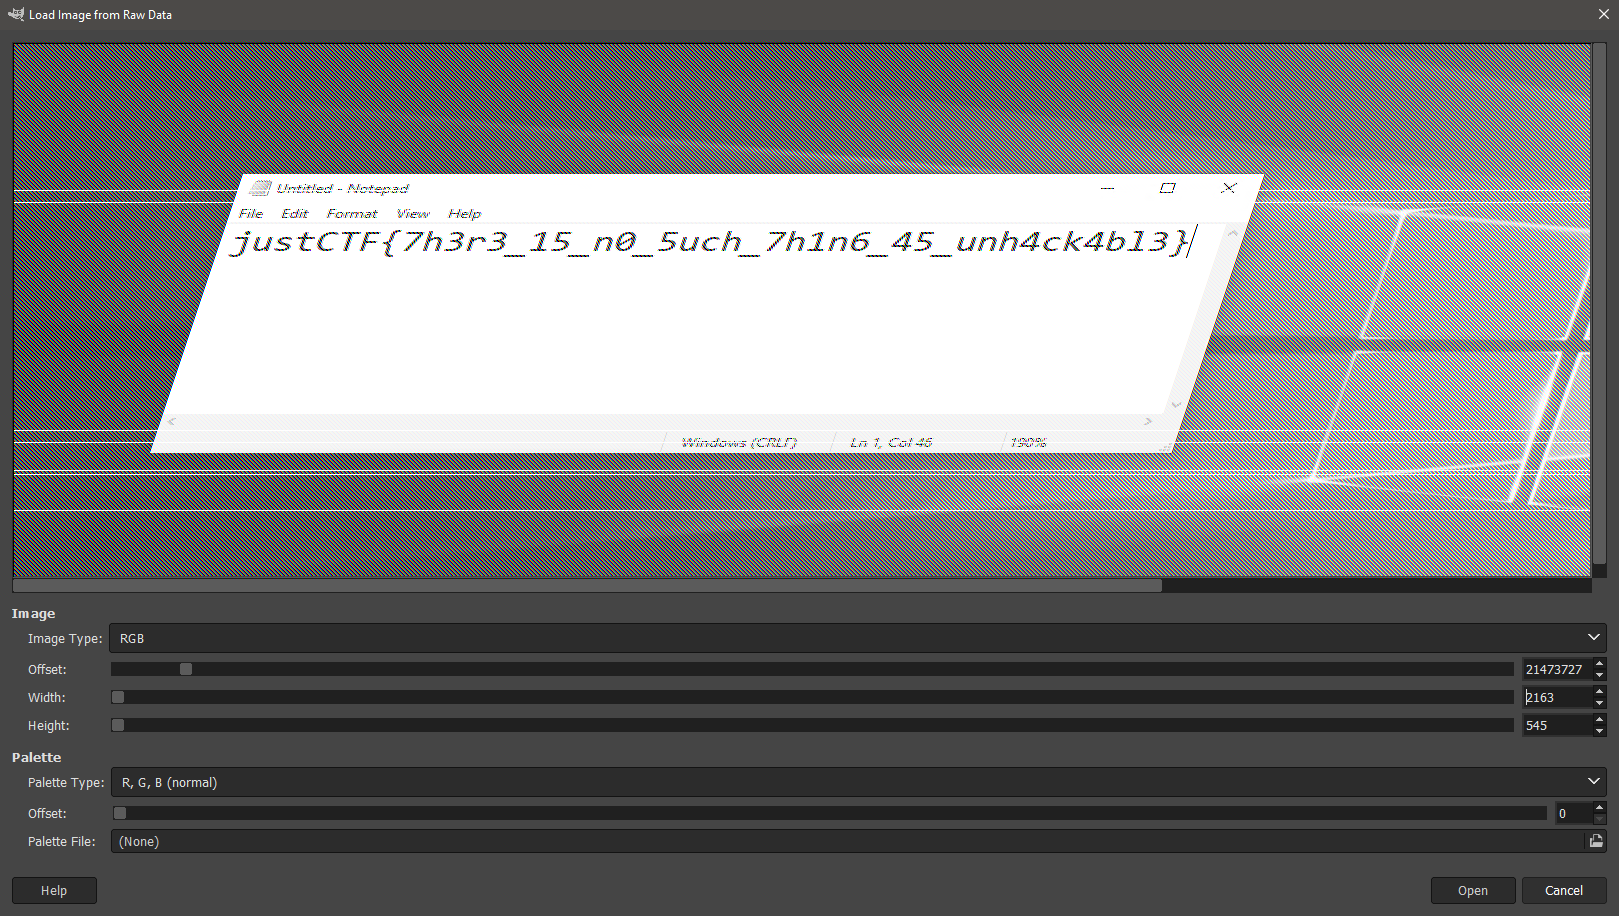 Load Image from Raw Data
Untitled - Notepad
File Edit Format View Help
justCTF{7h3r3_15_n0_5uch_7h1n6_45_unh4ck4bl3}
Windows (CRLF) Ln 1, Col 46 190%
Image
Image Type: RGB
Offset: 21473727
Width: 2163
Height: 545
Palette
Palette Type: R, G, B (normal)
Offset: 0
Palette File: (None)
Help Open Cancel